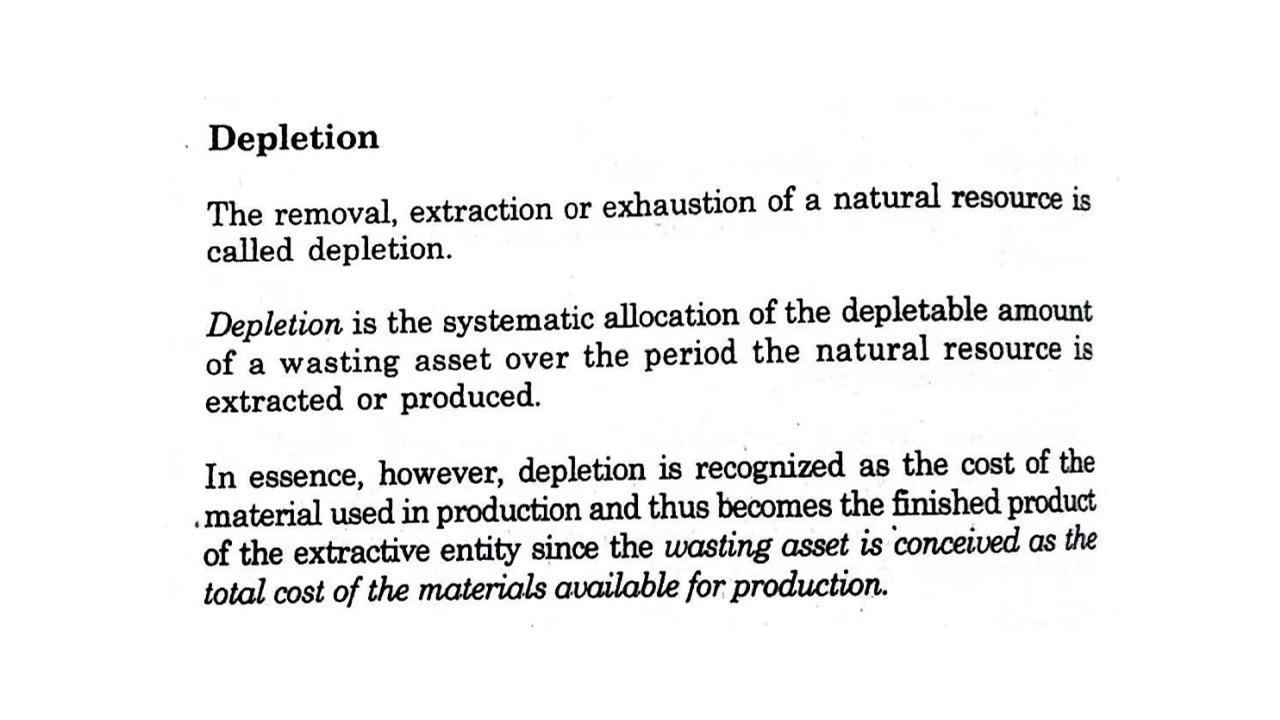 Depletion
The removal, extraction or exhaustion of a natural resource is
called depletion.
Depletion is the systematic allocation of the depletable amount
of a wasting asset over the period the natural resource is
extracted or produced.
In essence, however, depletion is recognized as the cost of the
material used in production and thus becomes the finished product
of the extractive entity since the wasting asset is conceived as the
total cost of the materials available for production.